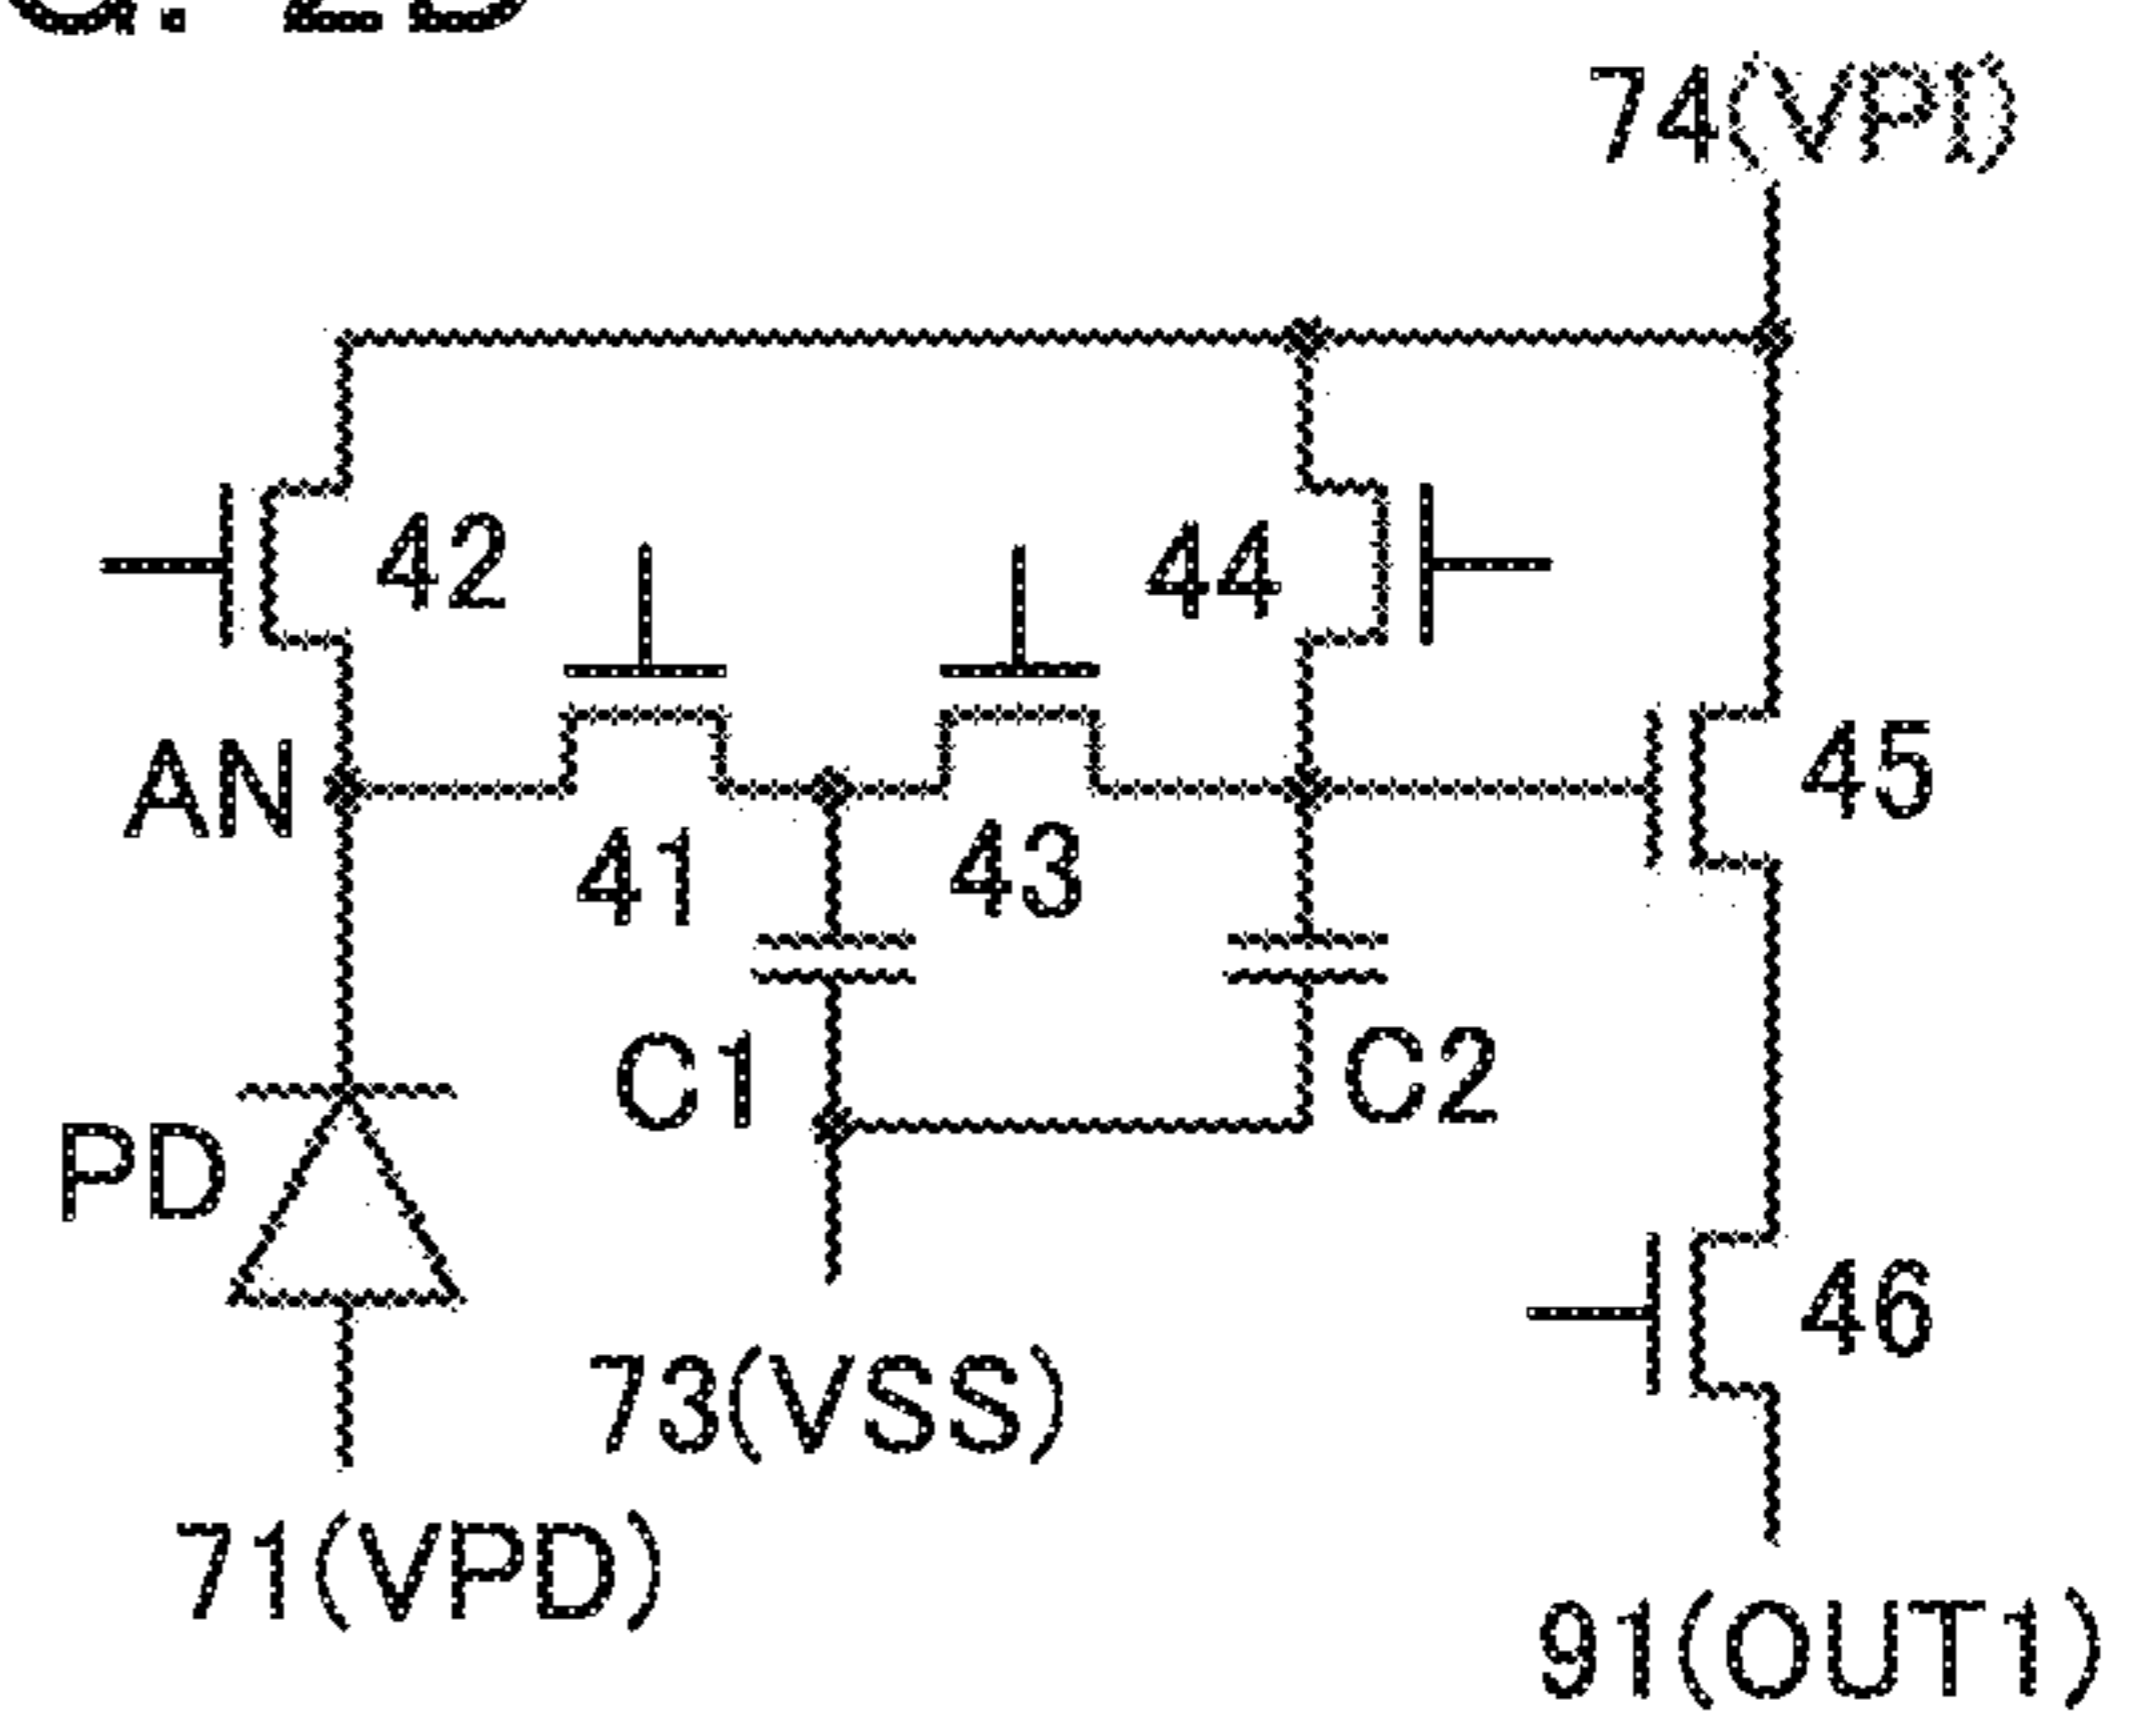 74(VPI)
42
44
AN
45
41
43
C1
C2
PD
46
73(VSS)
71(VPD)
91(OUT1)